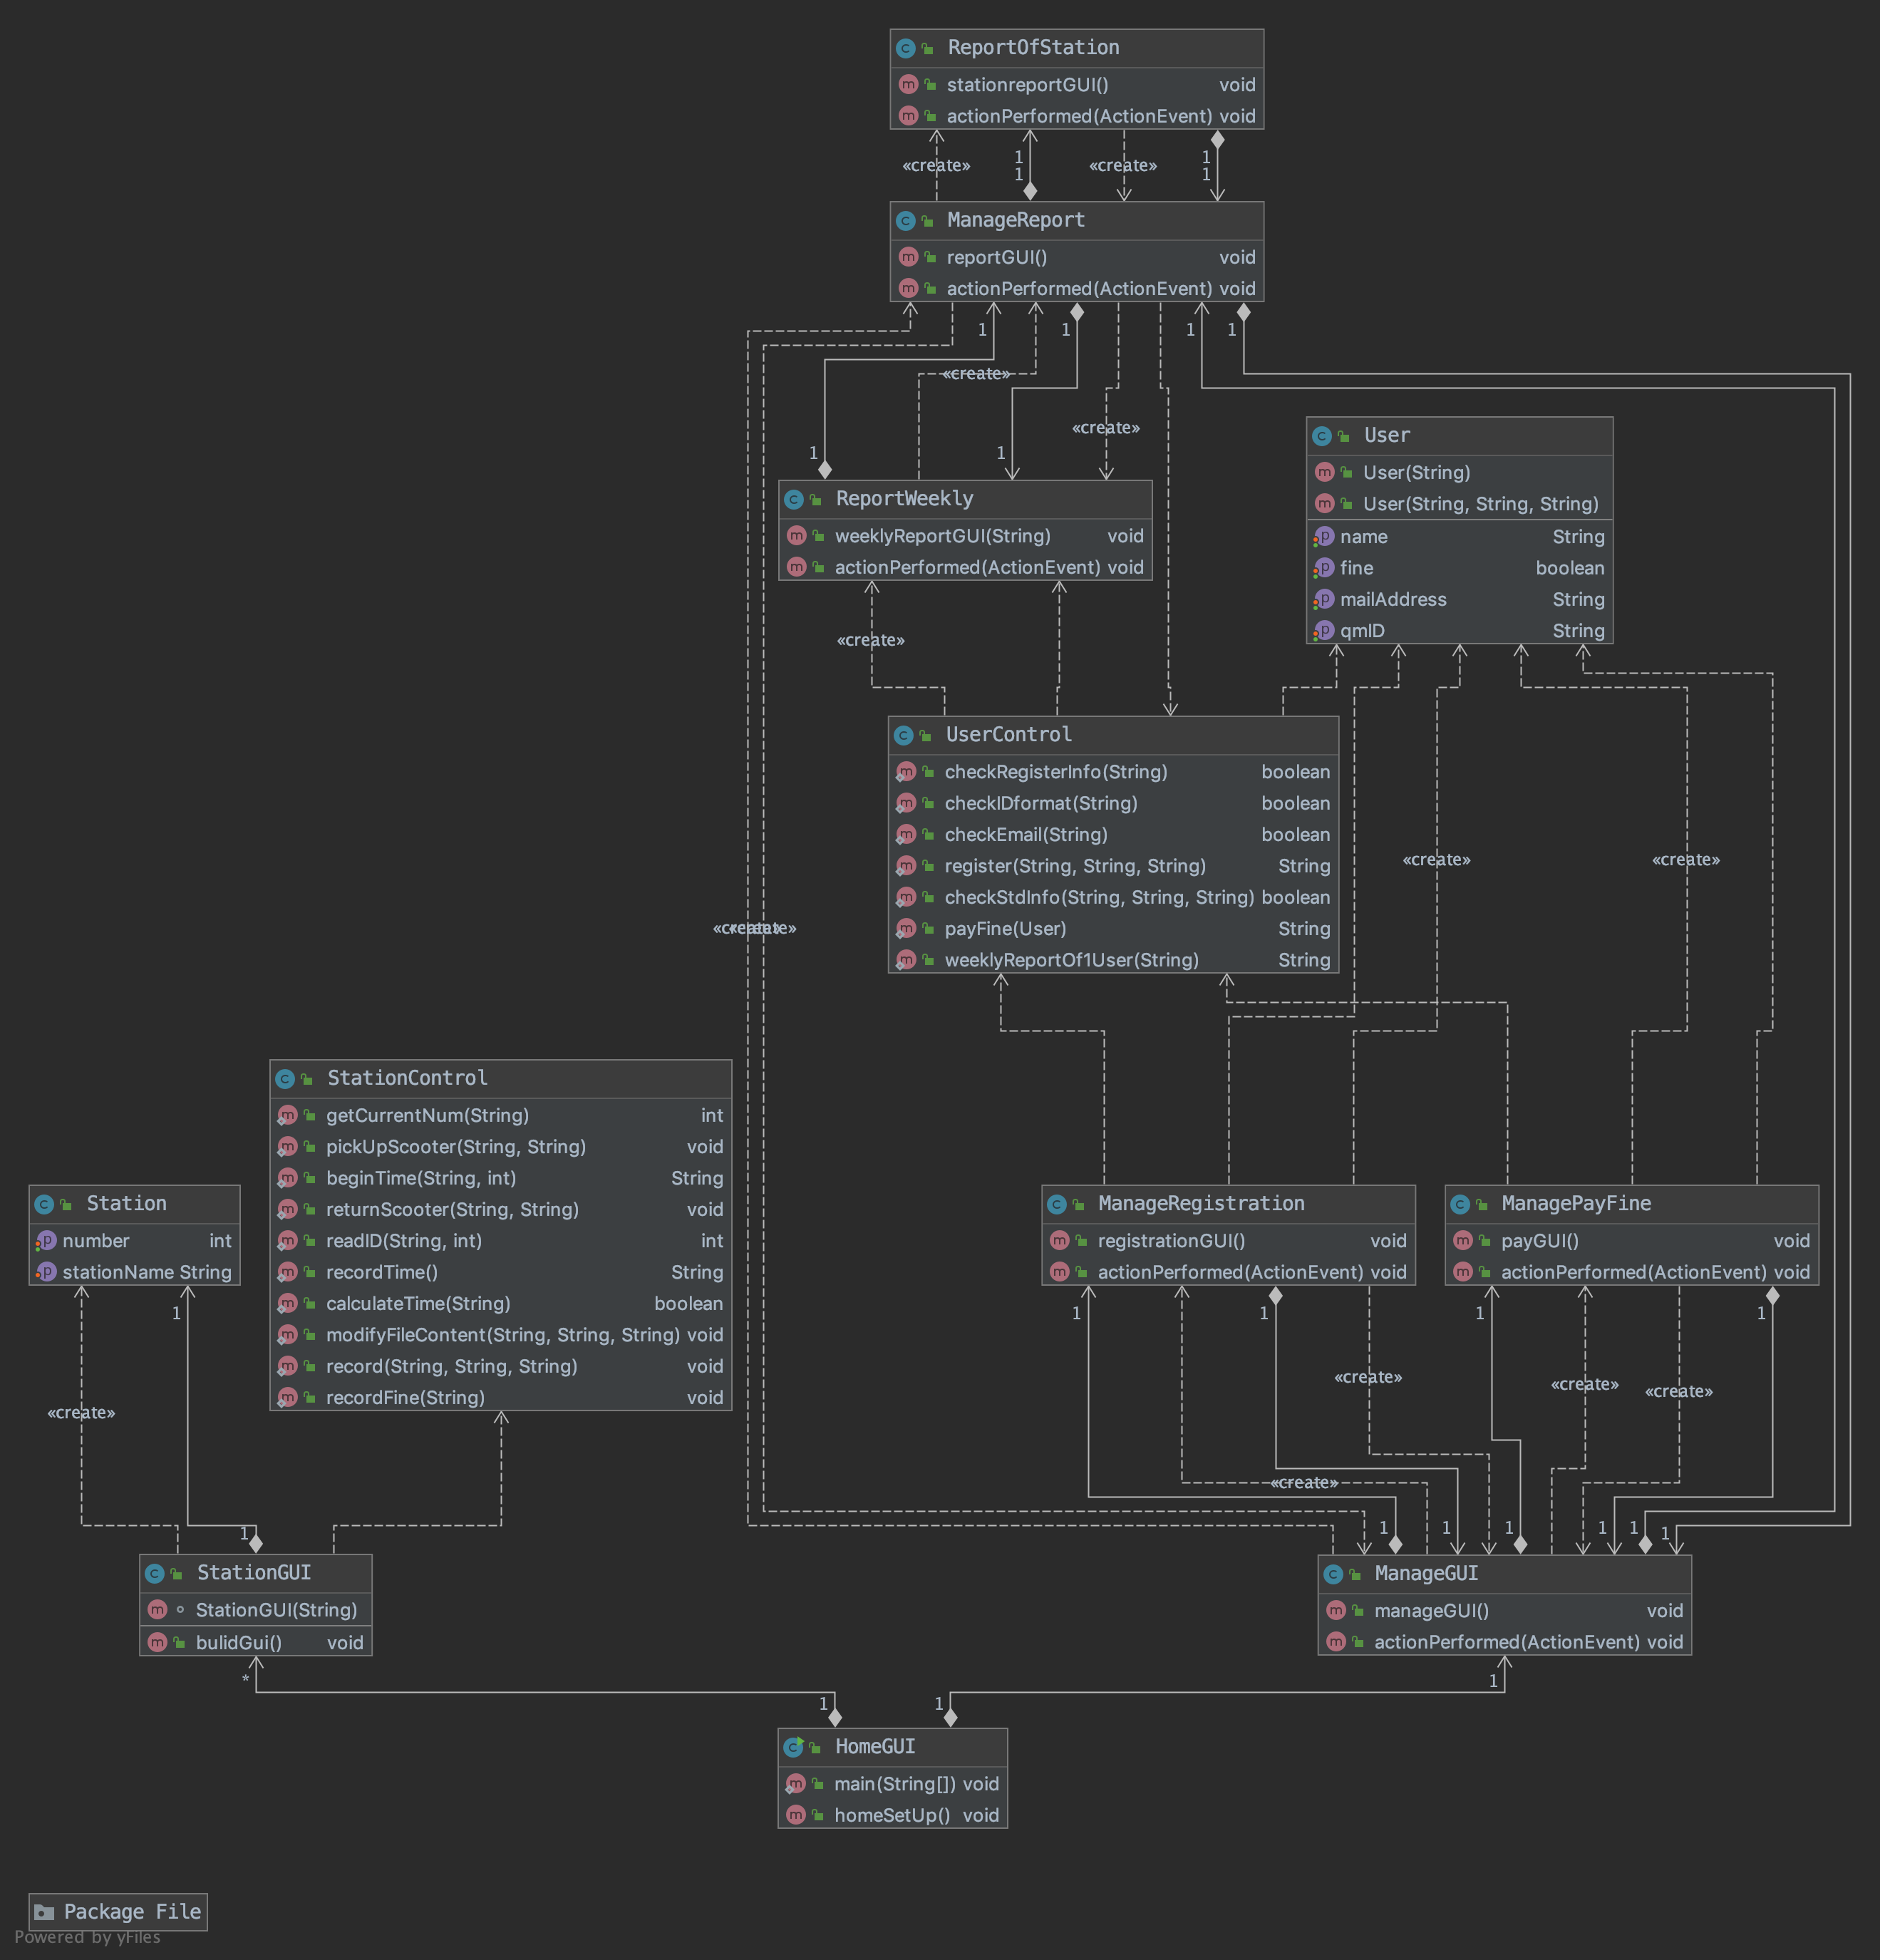 ReportOfStation
stationreportGUI() void
actionPerformed(ActionEvent) void
«create»
1
1
«create»
1
1
ManageReport
reportGUI() void
actionPerformed(ActionEvent) void
1
1
1
1
«create»
«create»
1
1
User
User(String)
User(String, String, String)
name String
fine boolean
mailAddress String
qmID String
ReportWeekly
weeklyReportGUI(String) void
actionPerformed(ActionEvent) void
«create»
UserControl
checkRegisterInfo(String) boolean
checkIDformat(String) boolean
checkEmail(String) boolean
register(String, String, String) String
checkStdInfo(String, String, String) boolean
payFine(User) String
weeklyReportOf1User(String) String
«create»
«create»
«create»
«create»
StationControl
getCurrentNum(String) int
pickUpScooter(String, String) void
beginTime(String, int) String
returnScooter(String, String) void
readID(String, int) int
recordTime() String
calculateTime(String) boolean
modifyFileContent(String, String, String) void
record(String, String, String) void
recordFine(String) void
Station
number int
stationName String
ManageRegistration
registrationGUI() void
actionPerformed(ActionEvent) void
ManagePayFine
payGUI() void
actionPerformed(ActionEvent) void
1
1
1
1
1
«create»
«create»
«create»
«create»
«create»
1
1
1
1
1
1
1
StationGUI
StationGUI(String)
bulidGui() void
ManageGUI
manageGUI() void
actionPerformed(ActionEvent) void
*
1
1
1
HomeGUI
main(String[]) void
homeSetUp() void
Package File
Powered by yFiles